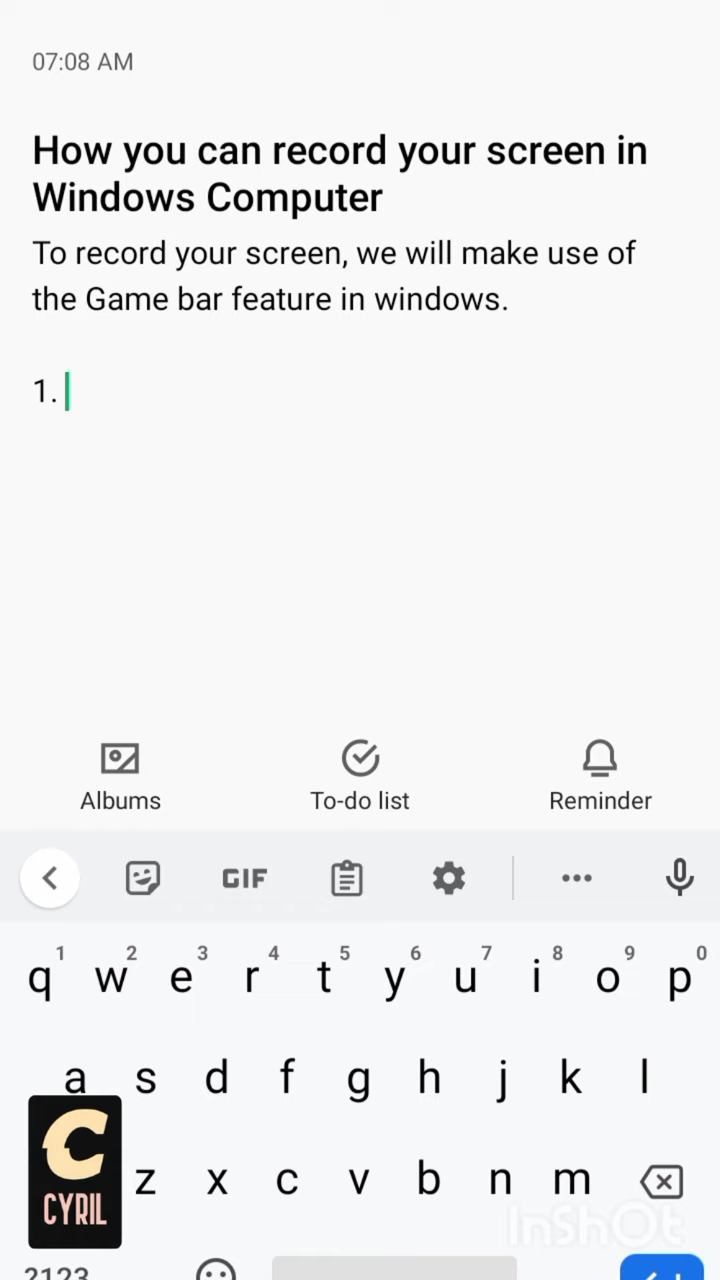 07:08 AM
How you can record your screen in
Windows Computer
To record your screen, we will make use of
the Game bar feature in windows.
1.
Albums To-do list Reminder
GIF
1 2 3 4 5 6 7 8 9 0
q w e r t y u i o p
a s d f g h j k l
z x c v b n m
C
CYRIL
InShOt
2123